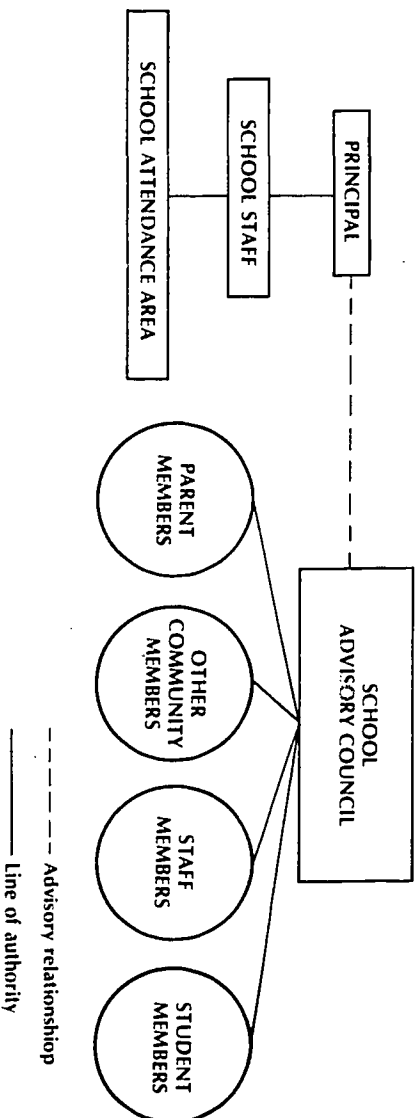 PRINCIPAL
SCHOOL STAFF
SCHOOL ATTENDANCE AREA
SCHOOL
ADVISORY COUNCIL
PARENT
MEMBERS
OTHER
COMMUNITY
MEMBERS
STAFF
MEMBERS
STUDENT
MEMBERS
Advisory relationshiop
Line of authority